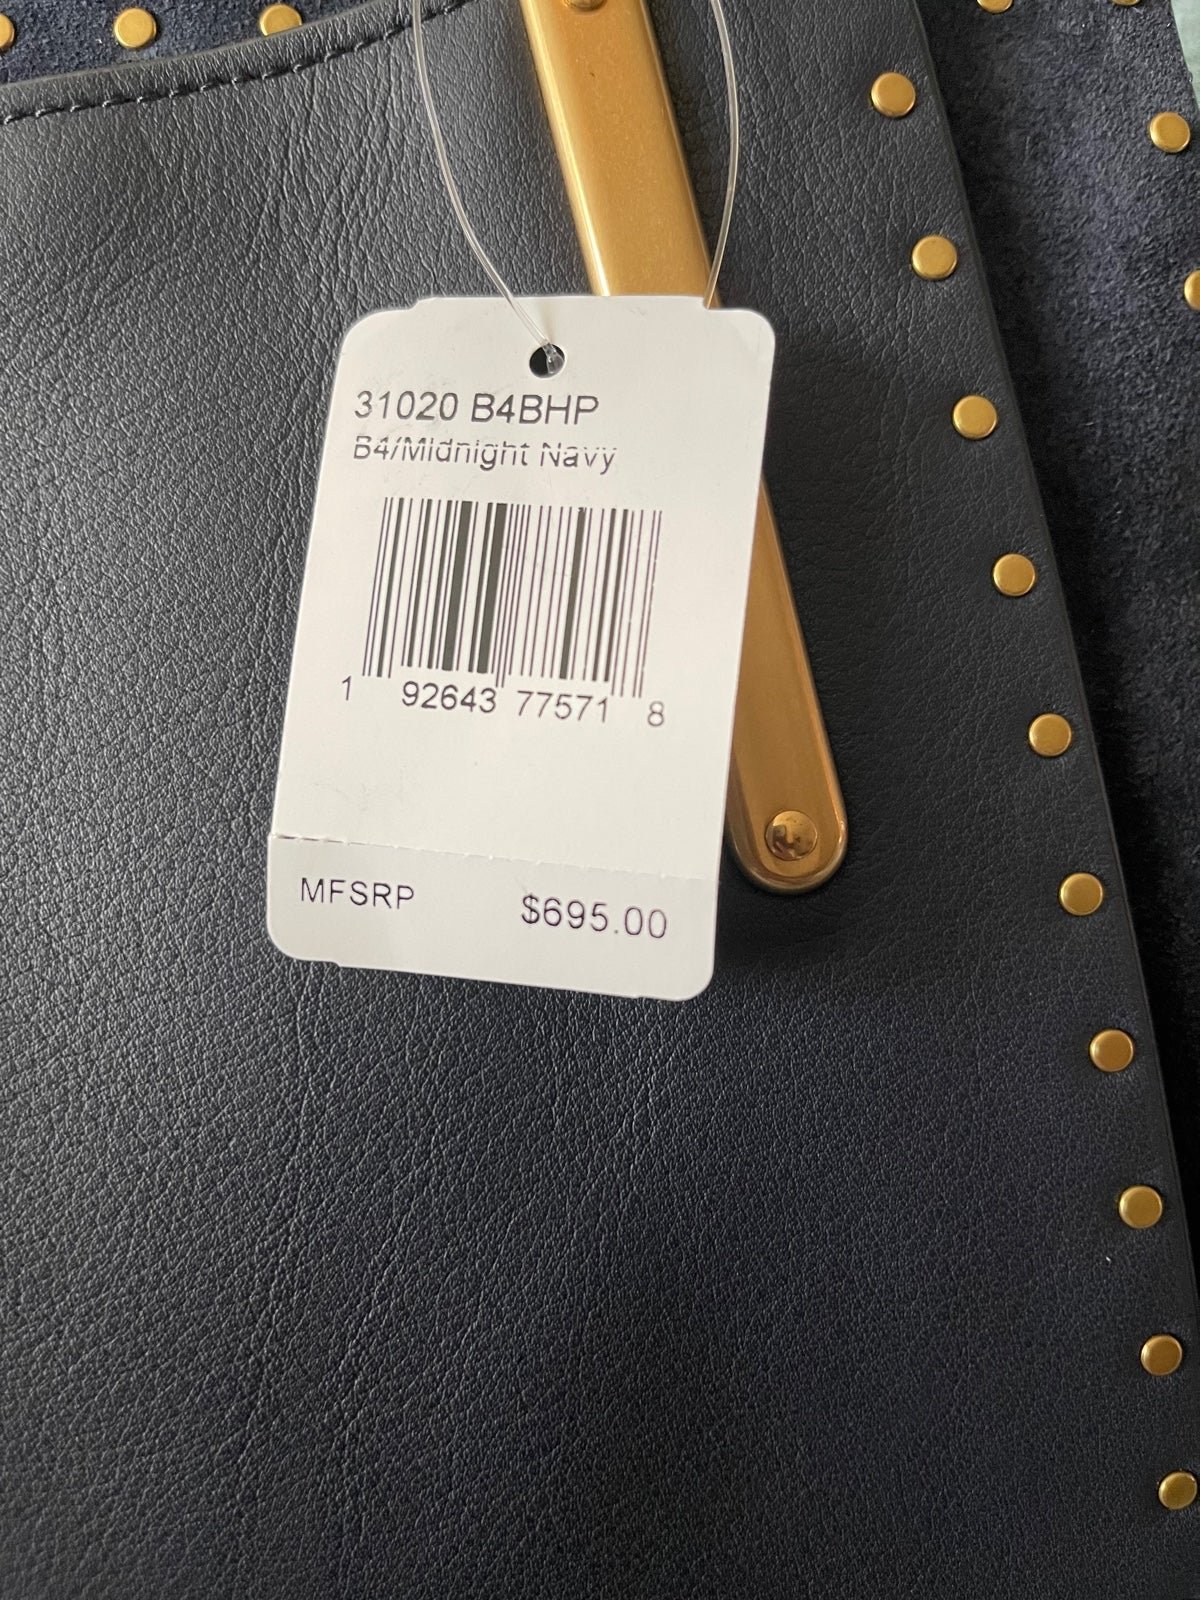 31020 B4BHP
B4/Midnight Navy
1 92643 77571 8
MFSRP $695.00